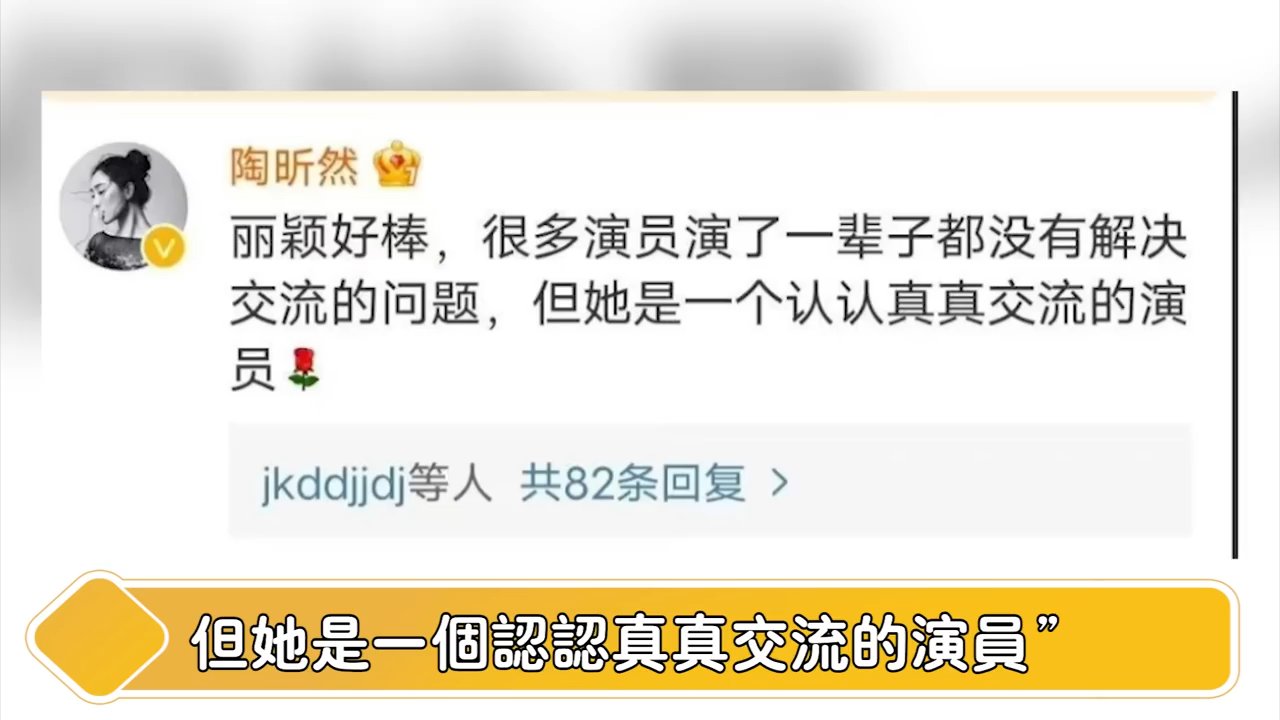 陶昕然
丽颖好棒，很多演员演了一辈子都没有解决
交流的问题，但她是一个认认真真交流的演
员🌹
jkddjjdj等人 共82条回复 >
但她是一個認認真真交流的演員”